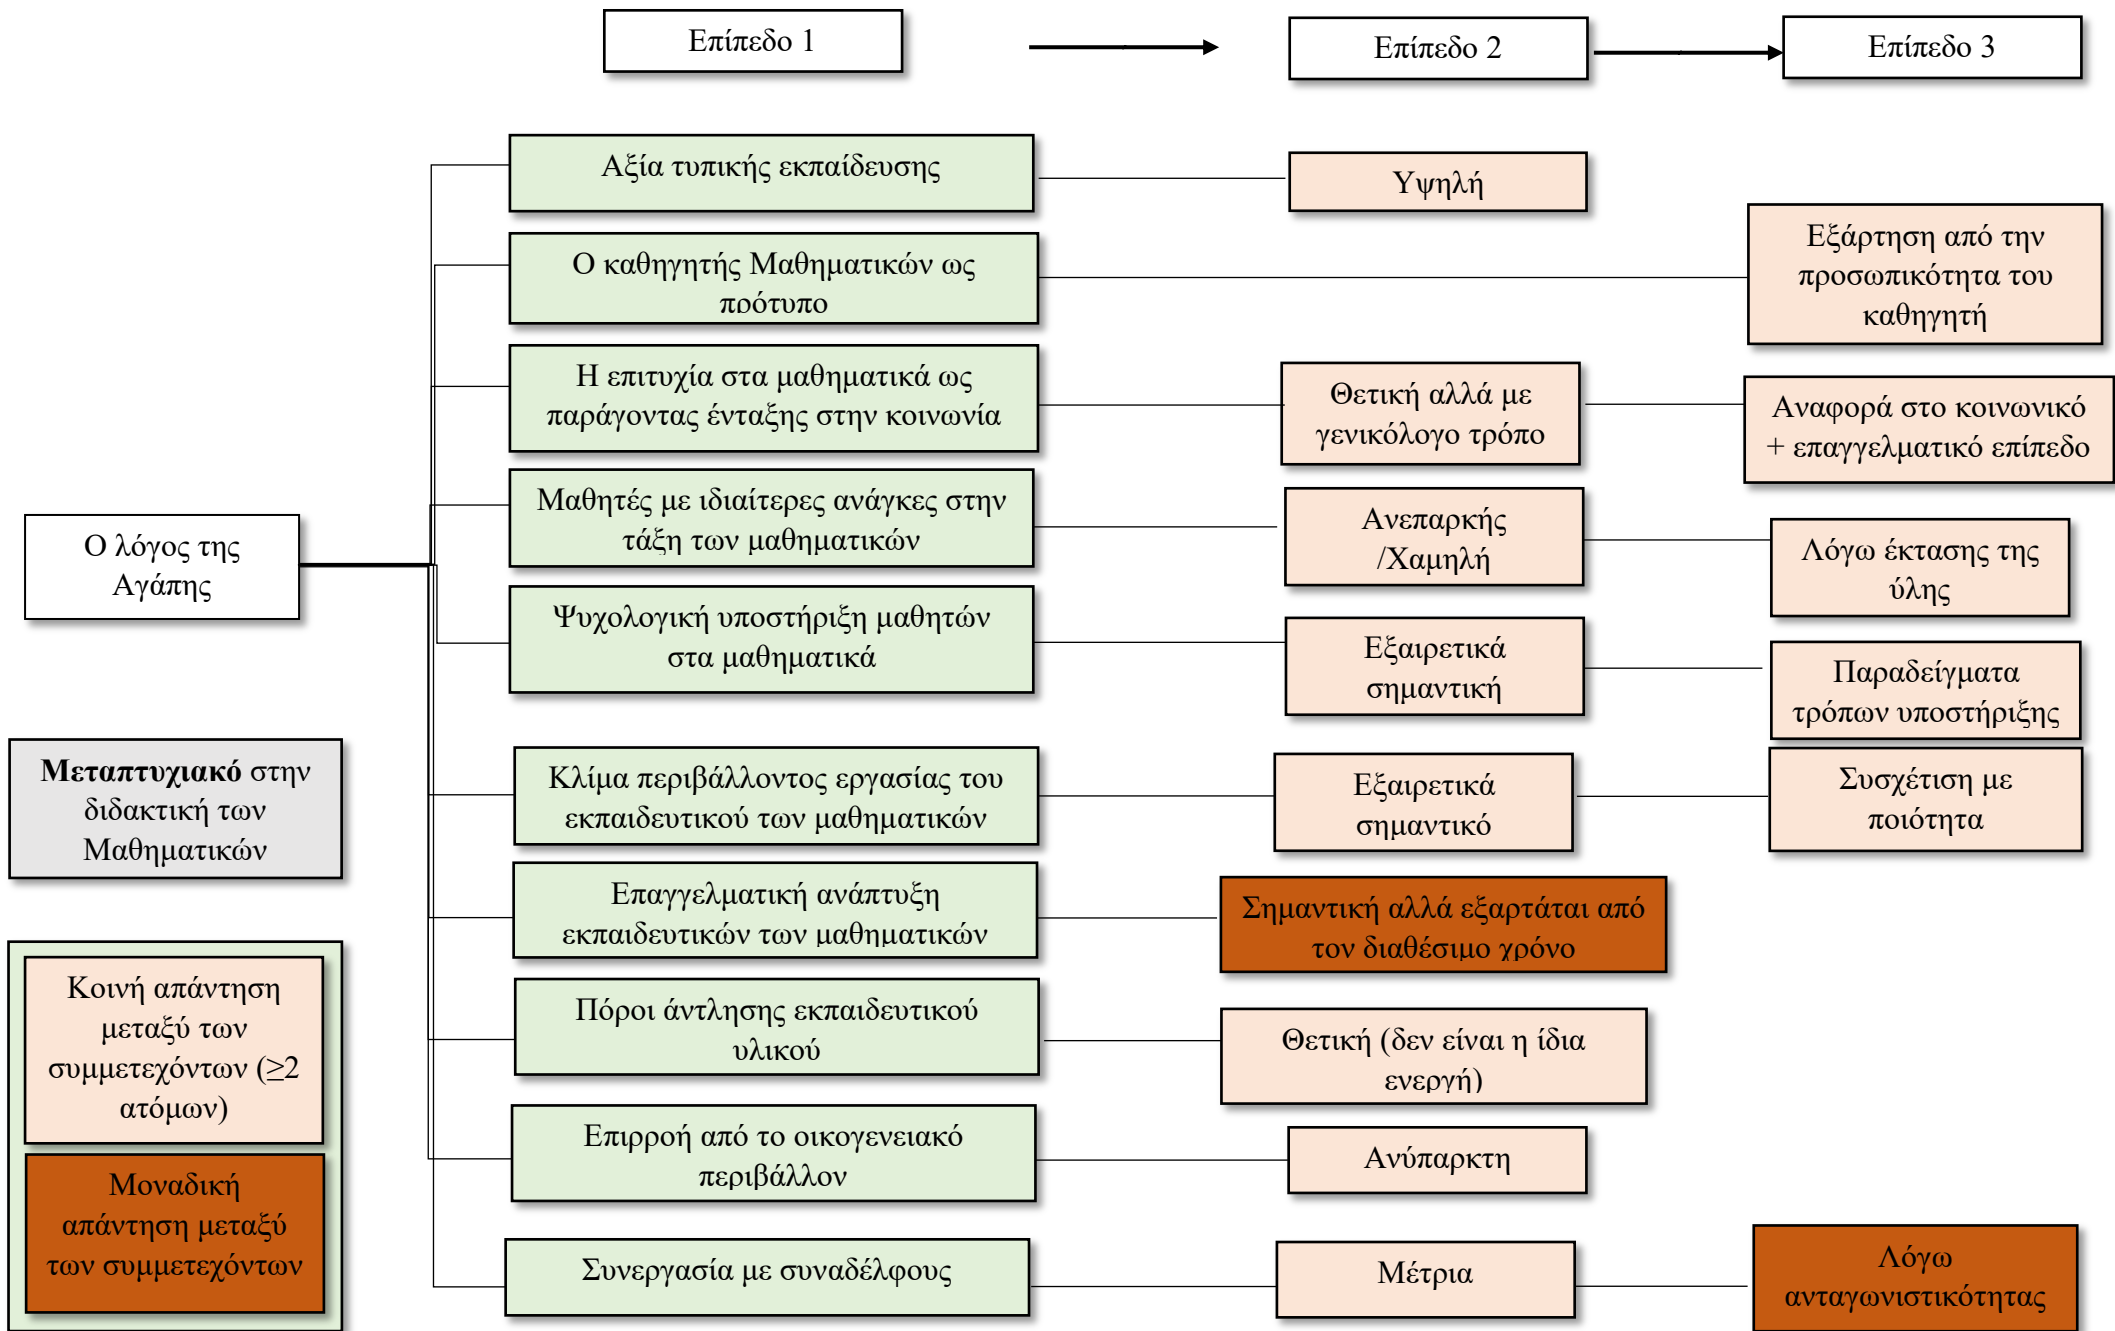 Επίπεδο 1
Επίπεδο 2
Επίπεδο 3
Αξία τυπικής εκπαίδευσης
Υψηλή
Ο καθηγητής Μαθηματικών ως
πρότυπο
Εξάρτηση από την
προσωπικότητα του
καθηγητή
Η επιτυχία στα μαθηματικά ως
παράγοντας ένταξης στην κοινωνία
Θετική αλλά με
γενικόλογο τρόπο
Αναφορά στο κοινωνικό
+ επαγγελματικό επίπεδο
Μαθητές με ιδιαίτερες ανάγκες στην
τάξη των μαθηματικών
Ανεπαρκής
/Χαμηλή
Λόγω έκτασης της
ύλης
Ο λόγος της
Αγάπης
Ψυχολογική υποστήριξη μαθητών
στα μαθηματικά
Εξαιρετικά
σημαντική
Παραδείγματα
τρόπων υποστήριξης
Μεταπτυχιακό στην
διδακτική των
Μαθηματικών
Κλίμα περιβάλλοντος εργασίας του
εκπαιδευτικού των μαθηματικών
Εξαιρετικά
σημαντικό
Συσχέτιση με
ποιότητα
Επαγγελματική ανάπτυξη
εκπαιδευτικών των μαθηματικών
Σημαντική αλλά εξαρτάται από
τον διαθέσιμο χρόνο
Πόροι άντλησης εκπαιδευτικού
υλικού
Θετική (δεν είναι η ίδια
ενεργή)
Επιρροή από το οικογενειακό
περιβάλλον
Ανύπαρκτη
Συνεργασία με συναδέλφους
Μέτρια
Λόγω
ανταγωνιστικότητας
Κοινή απάντηση
μεταξύ των
συμμετεχόντων (≥2
ατόμων)
Μοναδική
απάντηση μεταξύ
των συμμετεχόντων